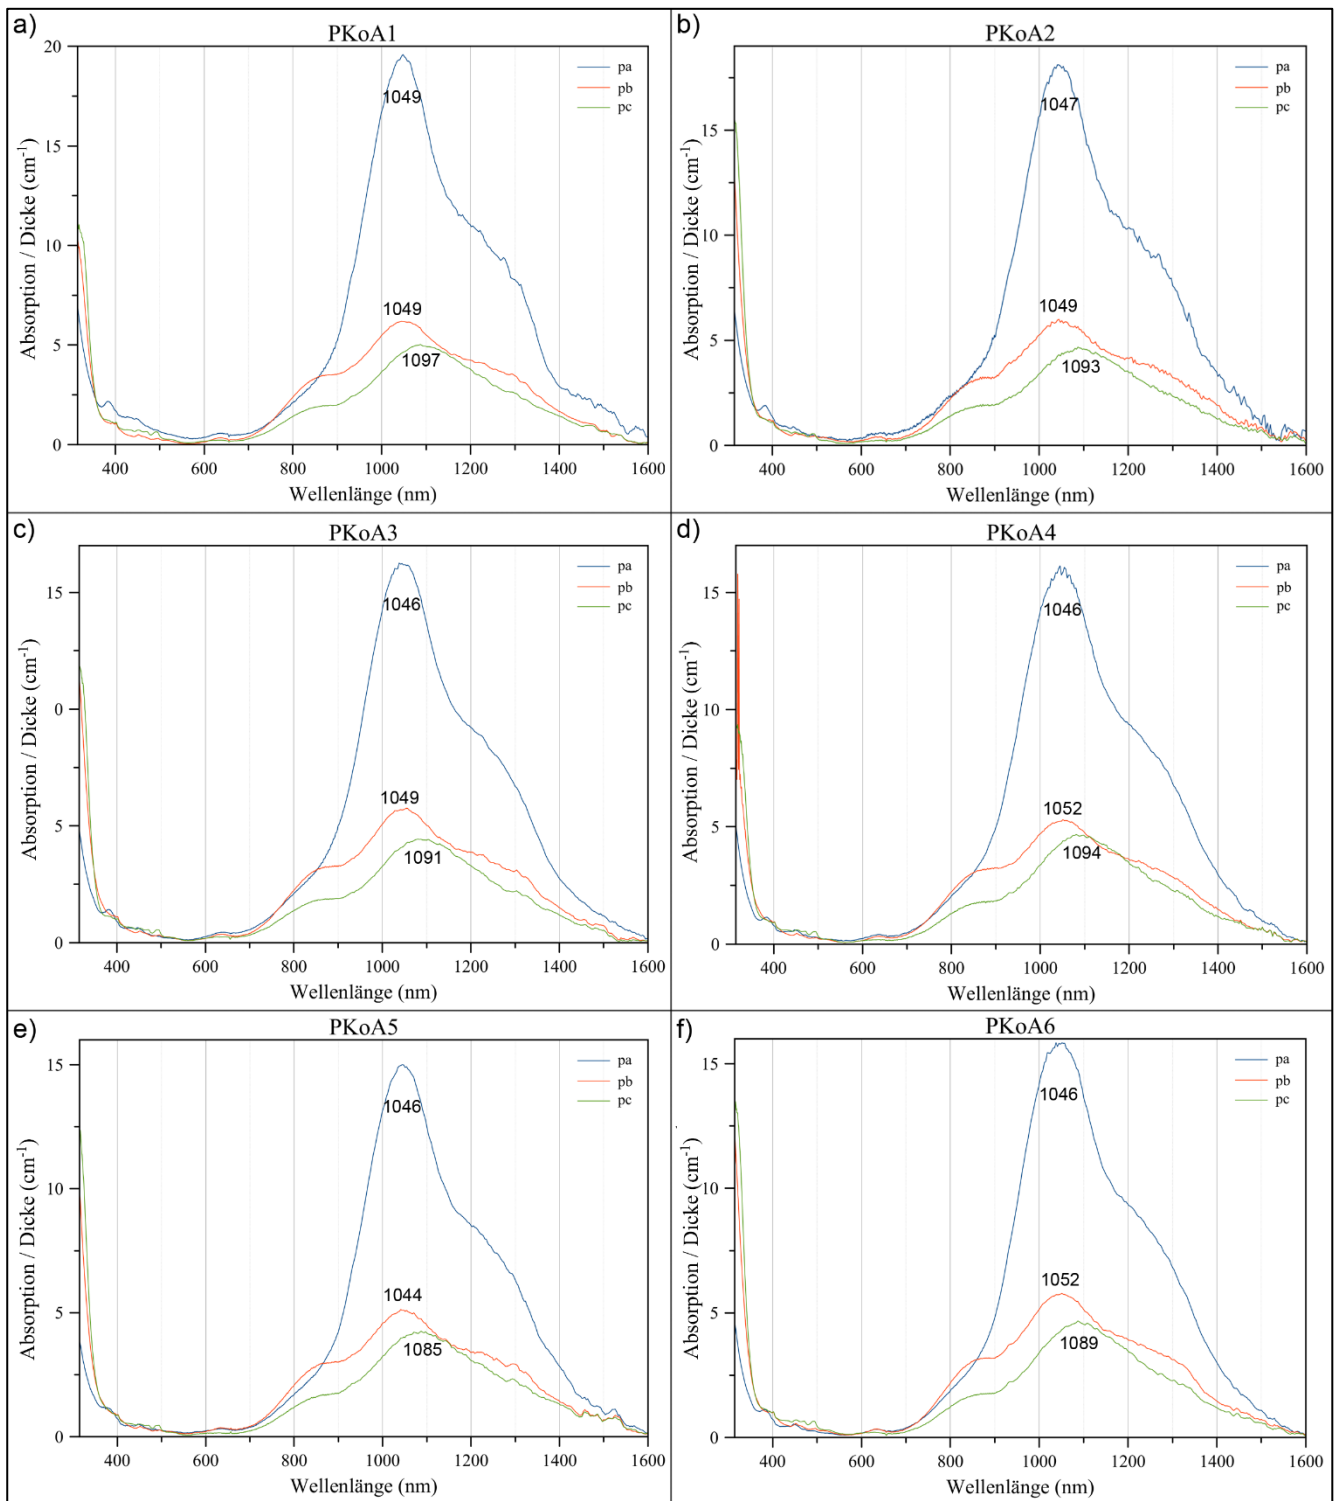 a)
PKoA1
20
15
10
5
0
Absorption / Dicke (cm⁻¹)
pa
pb
pc
1049
1049
1097
400 600 800 1000 1200 1400 1600
Wellenlänge (nm)
b)
PKoA2
15
10
5
0
Absorption / Dicke (cm⁻¹)
pa
pb
pc
1047
1049
1093
400 600 800 1000 1200 1400 1600
Wellenlänge (nm)
c)
PKoA3
15
0
5
0
Absorption / Dicke (cm⁻¹)
pa
pb
pc
1046
1049
1091
400 600 800 1000 1200 1400 1600
Wellenlänge (nm)
d)
PKoA4
15
10
5
0
Absorption / Dicke (cm⁻¹)
pa
pb
pc
1046
1052
1094
400 600 800 1000 1200 1400 1600
Wellenlänge (nm)
e)
PKoA5
15
10
5
0
Absorption / Dicke (cm⁻¹)
pa
pb
pc
1046
1044
1085
400 600 800 1000 1200 1400 1600
Wellenlänge (nm)
f)
PKoA6
15
10
5
0
Absorption / Dicke (cm⁻¹)
pa
pb
pc
1046
1052
1089
400 600 800 1000 1200 1400 1600
Wellenlänge (nm)